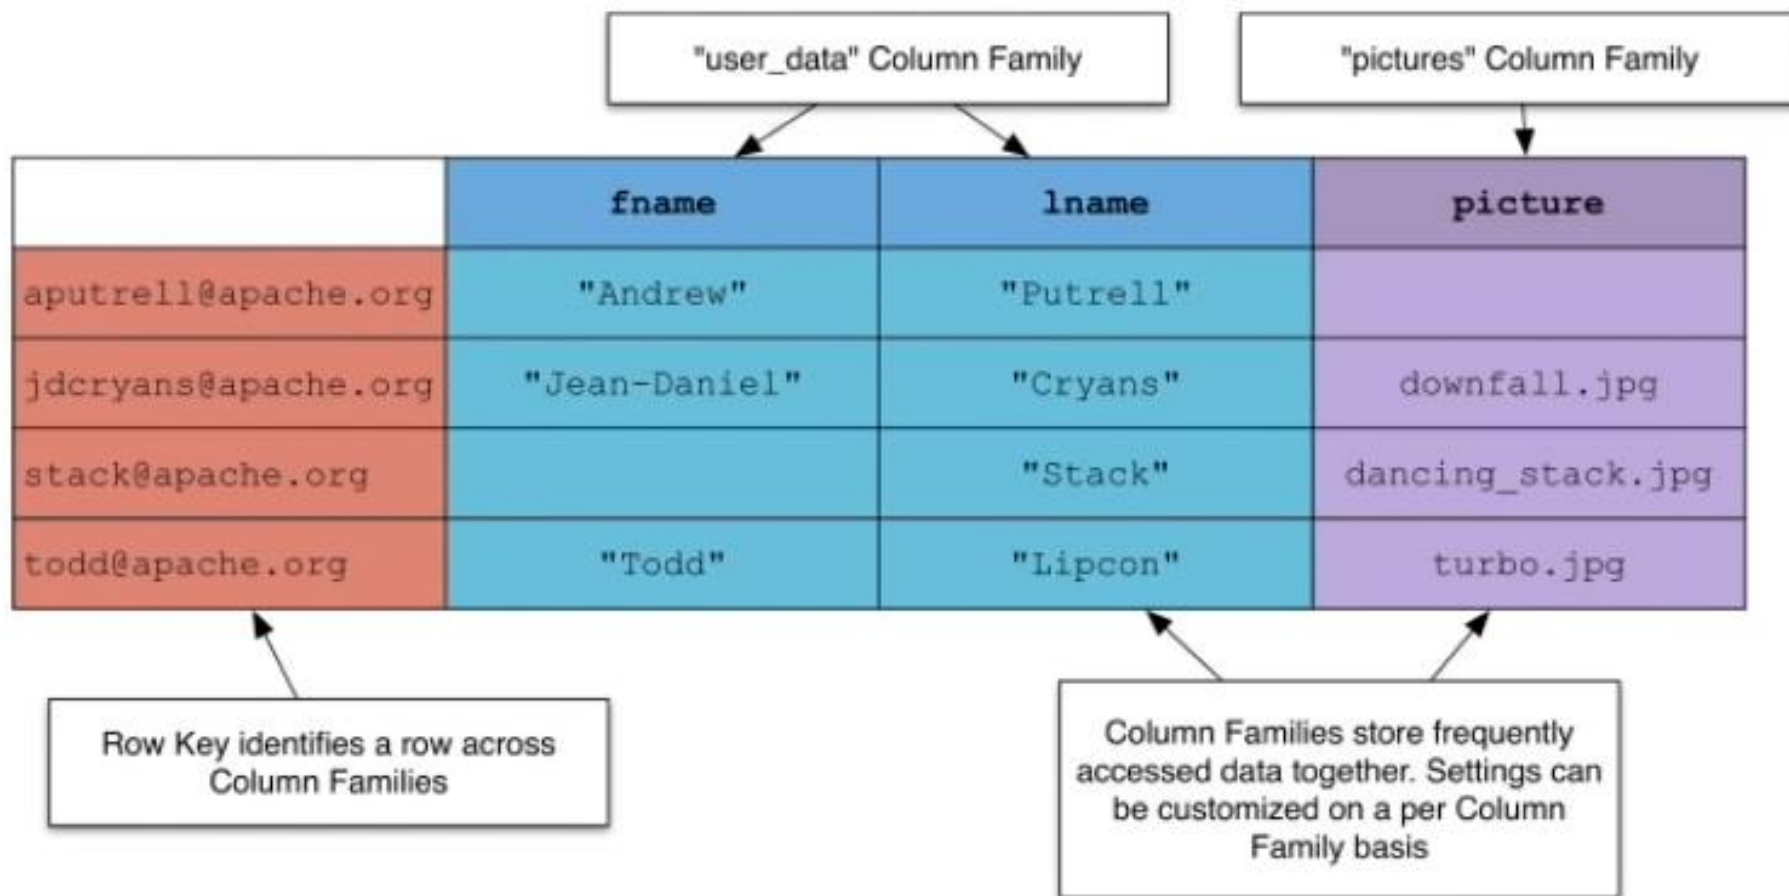 "user_data" Column Family
"pictures" Column Family
fname lname picture
aputrell@apache.org "Andrew" "Putrell"
jdcryans@apache.org "Jean-Daniel" "Cryans" downfall.jpg
stack@apache.org "Stack" dancing_stack.jpg
todd@apache.org "Todd" "Lipcon" turbo.jpg
Row Key identifies a row across
Column Families
Column Families store frequently
accessed data together. Settings can
be customized on a per Column
Family basis